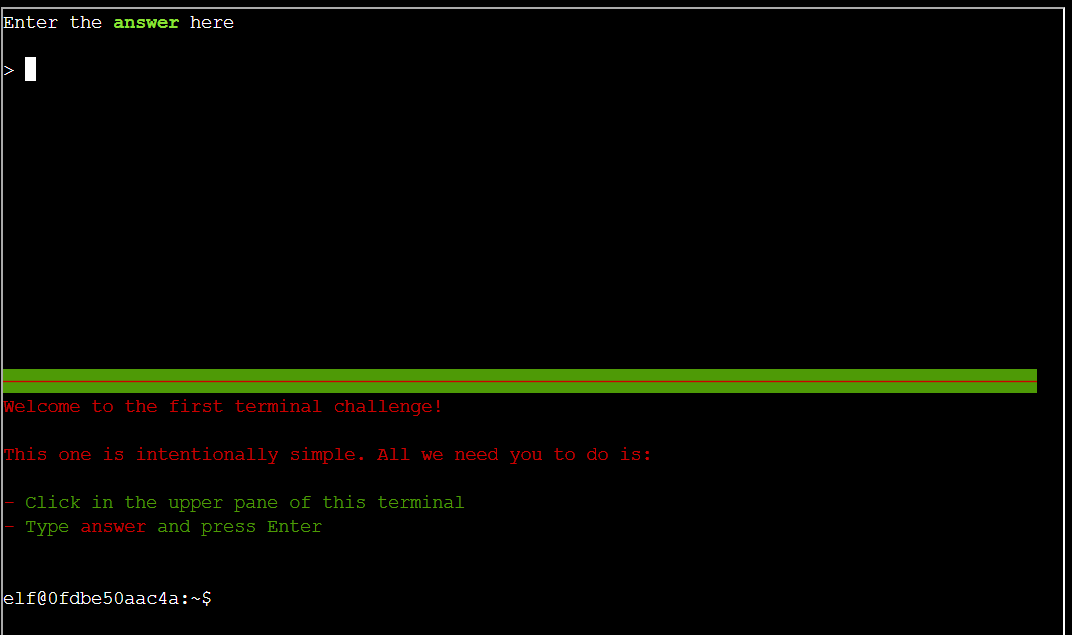 Enter the answer here
>
Welcome to the first terminal challenge!
This one is intentionally simple. All we need you to do is:
- Click in the upper pane of this terminal
- Type answer and press Enter
elf@0fdbe50aac4a:~$